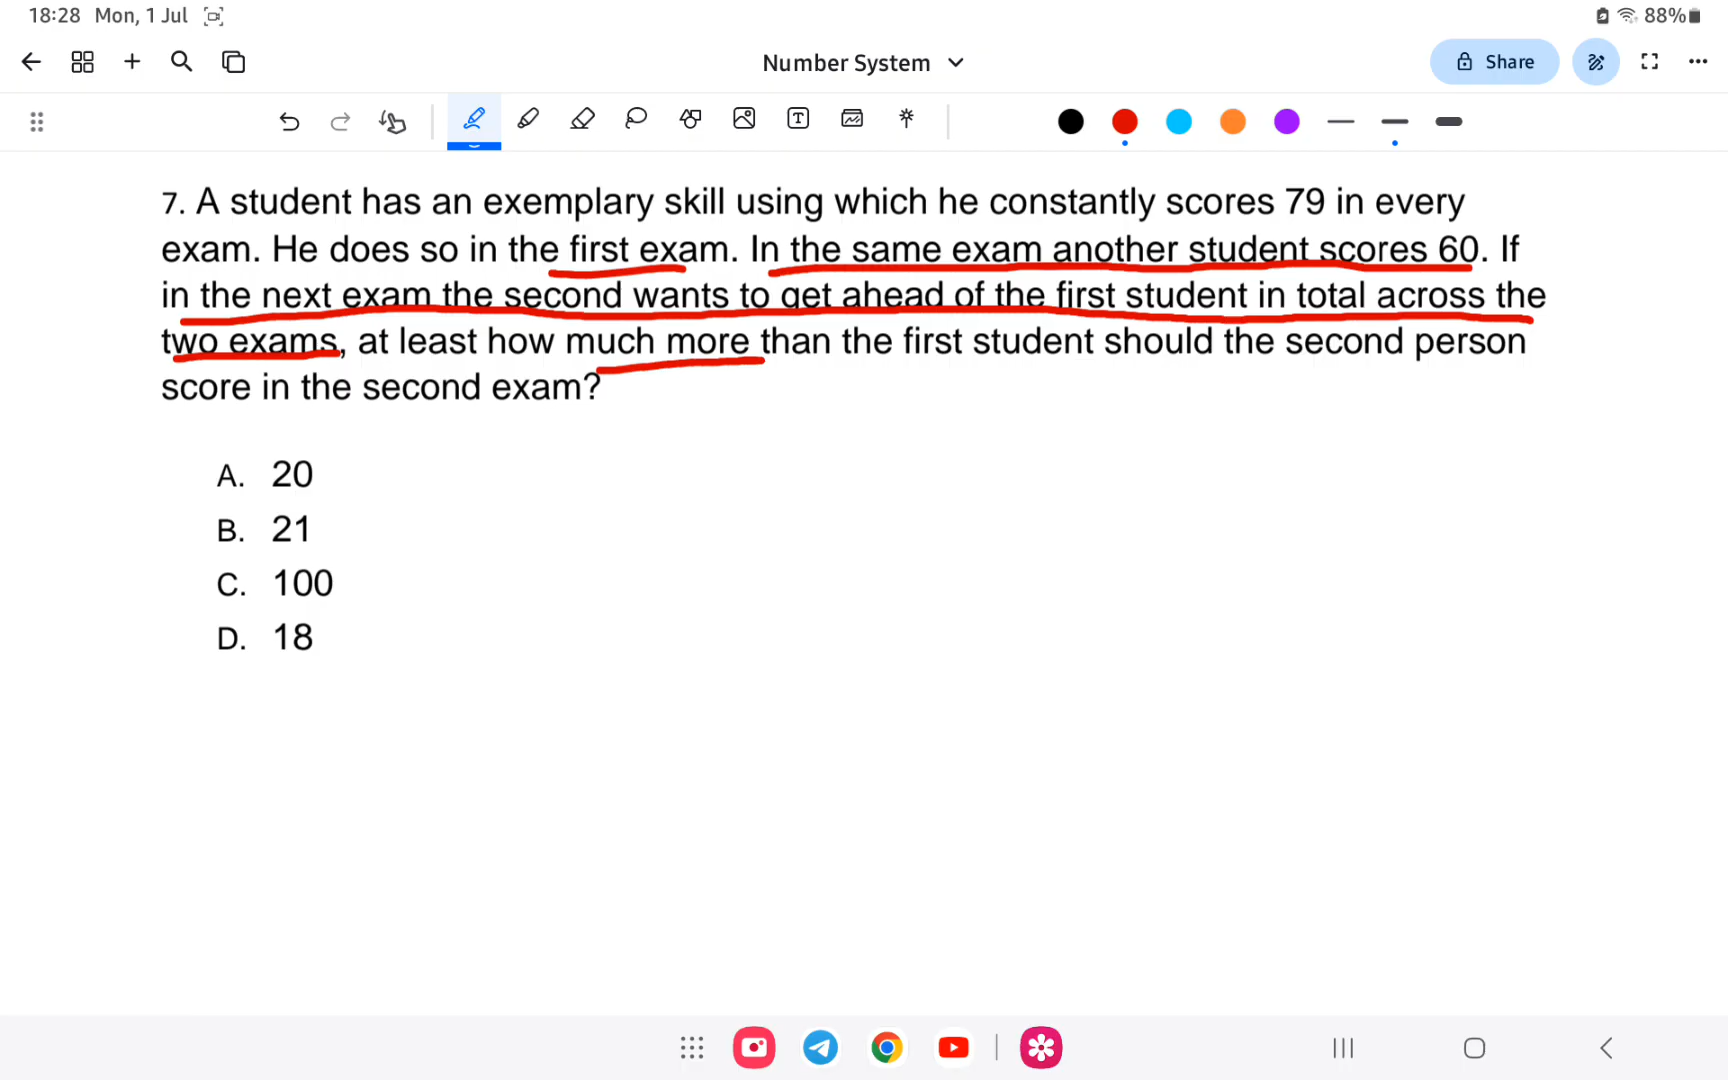 18:28 Mon, 1 Jul 88%
Number System
Share
7. A student has an exemplary skill using which he constantly scores 79 in every
exam. He does so in the first exam. In the same exam another student scores 60. If
in the next exam the second wants to get ahead of the first student in total across the
two exams, at least how much more than the first student should the second person
score in the second exam?
A. 20
B. 21
C. 100
D. 18